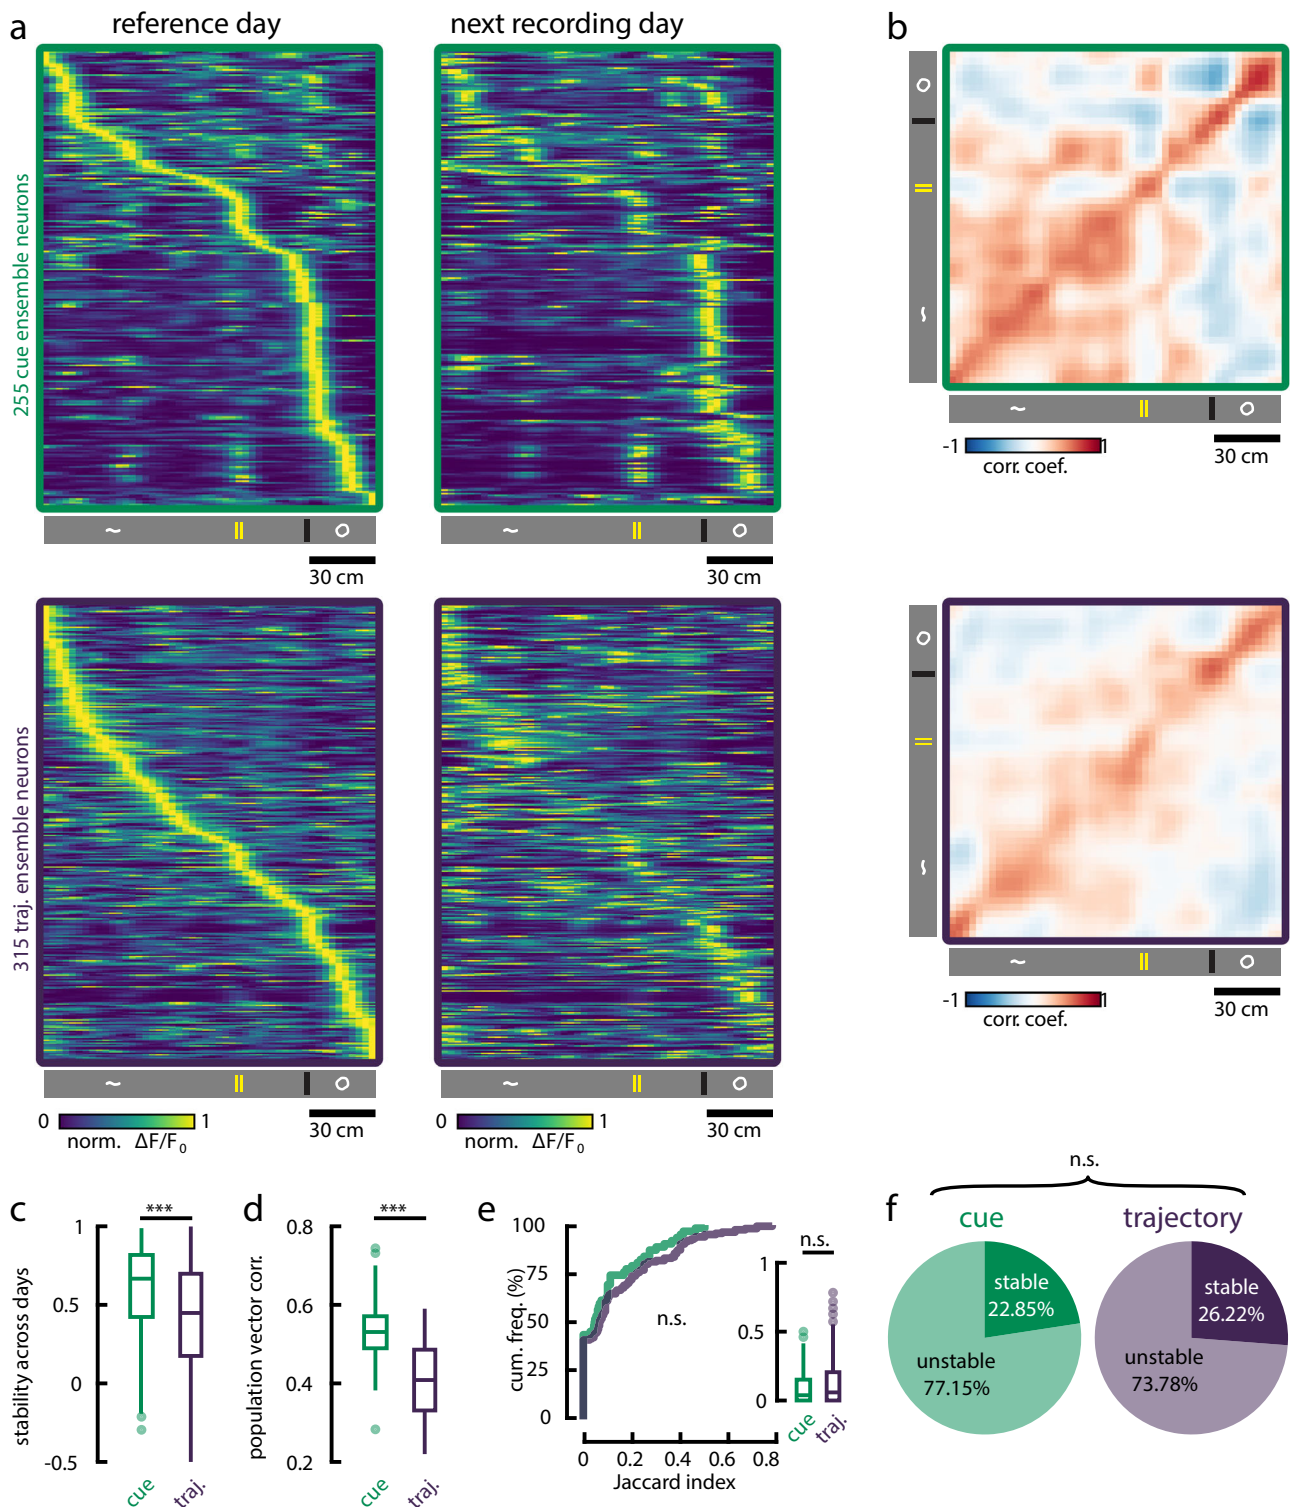 a
reference day
next recording day
b
255 cue ensemble neurons
30 cm
30 cm
-1
1
corr. coef.
30 cm
315 traj. ensemble neurons
30 cm
30 cm
0
1
norm. ΔF/F0
0
1
norm. ΔF/F0
-1
1
corr. coef.
30 cm
c
***
stability across days
1
0.5
0
-0.5
cue
traj.
d
***
population vector corr.
0.8
0.6
0.4
0.2
cue
traj.
e
cum. freq. (%)
100
75
50
25
0
n.s.
0
0.2
0.4
0.6
0.8
Jaccard index
n.s.
1
0.5
0
cue
traj.
f
n.s.
cue
trajectory
stable
22.85%
unstable
77.15%
stable
26.22%
unstable
73.78%